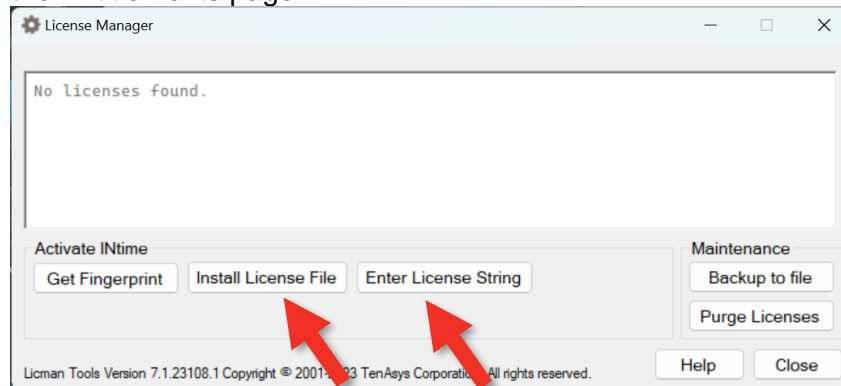 License Manager
No licenses found.
Activate INtime
Maintenance
Get Fingerprint
Install License File
Enter License String
Backup to file
Purge Licenses
Licman Tools Version 7.1.23108.1 Copyright © 2001- TenAsys All rights reserved.
Help
Close